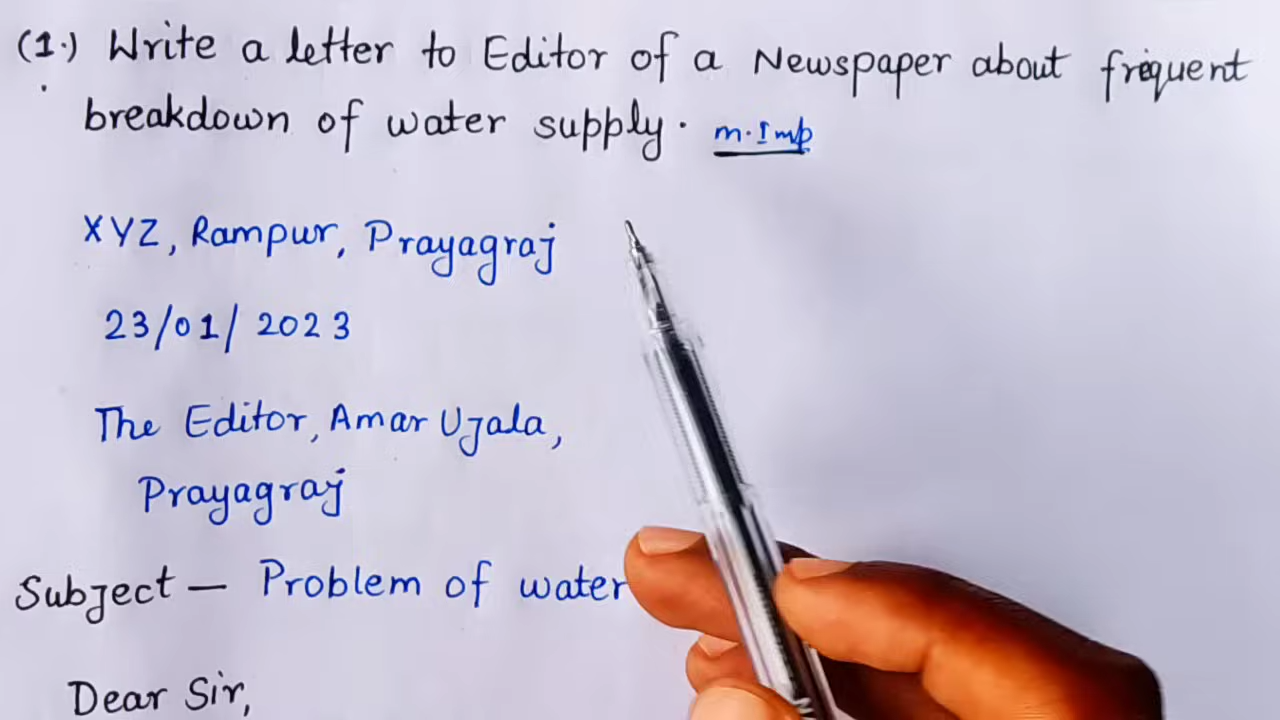 (1.) Write a letter to Editor of a Newspaper about frequent
breakdown of water supply. m.Imp
XYZ, Rampur, Prayagraj
23/01/2023
The Editor, Amar Ujala,
Prayagraj
Subject — Problem of water
Dear Sir,